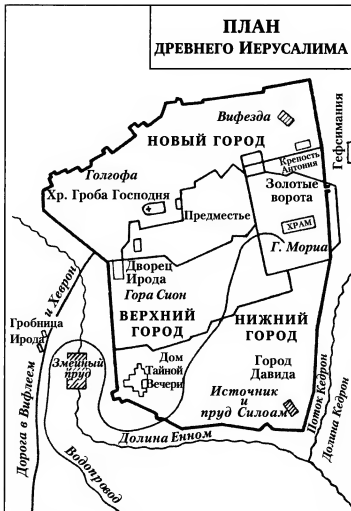 ПЛАН
ДРЕВНЕГО ИЕРУСАЛИМА
Вифезда
НОВЫЙ ГОРОД
Гефсимания
Крепость
Антония
Голгофа
Хр. Гроба Господня
Золотые
ворота
Предместье
ХРАМ
Г. Мориа
Дворец
Ирода
Гора Сион
и Хеврон
ВЕРХНИЙ
ГОРОД
НИЖНИЙ
ГОРОД
Гробница
Ирода
Змеиный
пруд
Дом
Тайной
Вечери
Город
Давида
Источник
и
пруд Силоам
Поток Кедрон
Долина Кедрон
Долина Енном
Дорога в Вифлеем
Водопровод